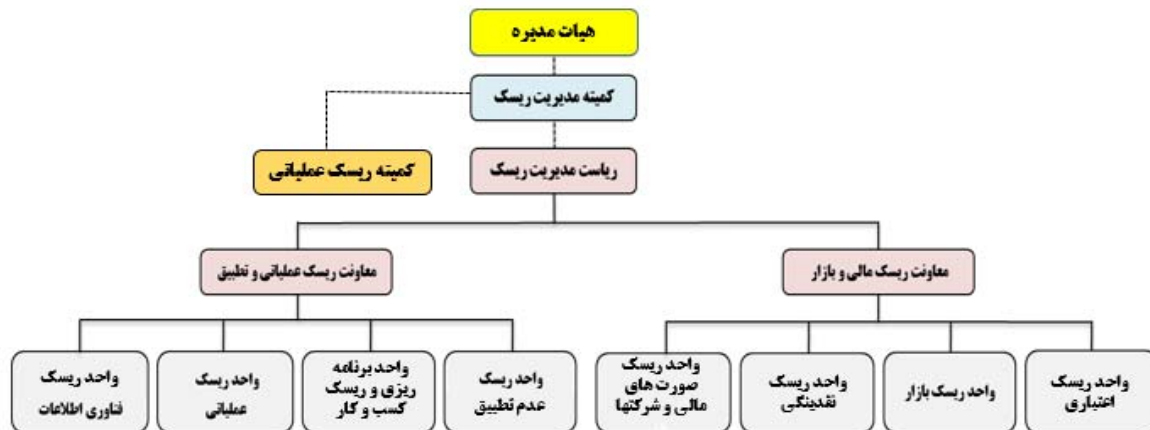 هیات مدیره
کمیته مدیریت ریسک
کمیته ریسک عملیاتی
ریاست مدیریت ریسک
معاونت ریسک مالی و بازار
معاونت ریسک عملیاتی و تطبیق
واحد ریسک
اعتباری
واحد ریسک بازار
واحد ریسک
نقدینگی
واحد ریسک
صورت های
مالی و شرکتها
واحد ریسک
عدم تطبیق
واحد برنامه
ریزی و ریسک
کسب و کار
واحد ریسک
عملیاتی
واحد ریسک
فناوری اطلاعات